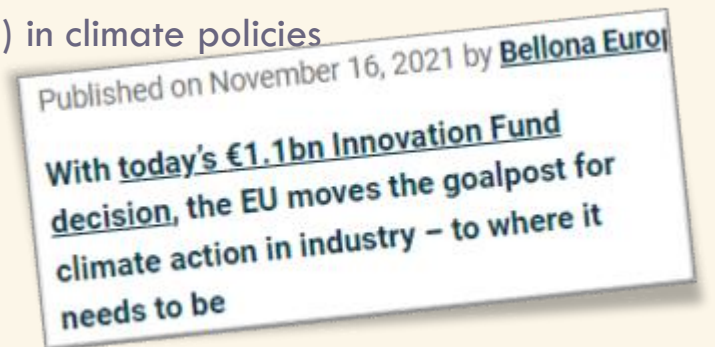 ) in climate policies
Published on November 16, 2021 by Bellona Euro
With today's €1.1bn Innovation Fund
decision, the EU moves the goalpost for
climate action in industry – to where it
needs to be